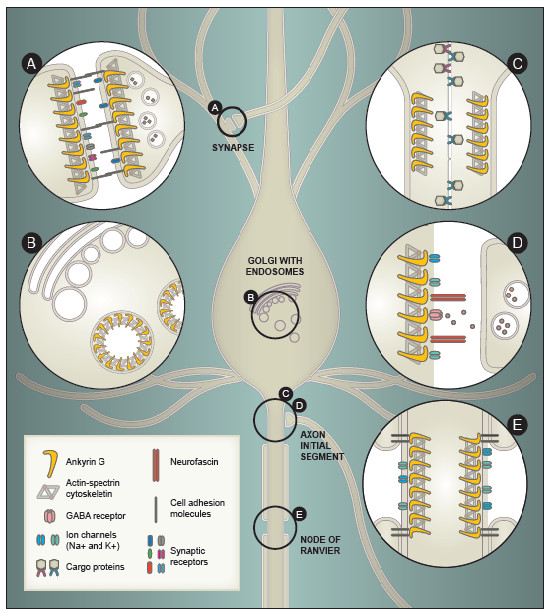 A
C
A
SYNAPSE
B
D
GOLGI WITH
ENDOSOMES
B
C
D
AXON
INITIAL
SEGMENT
E
E
NODE OF
RANVIER
Ankyrin G
Actin-spectrin
cytoskeletin
GABA receptor
Ion channels
(Na+ and K+)
Cargo proteins
Neurofascin
Cell adhesion
molecules
Synaptic
receptors